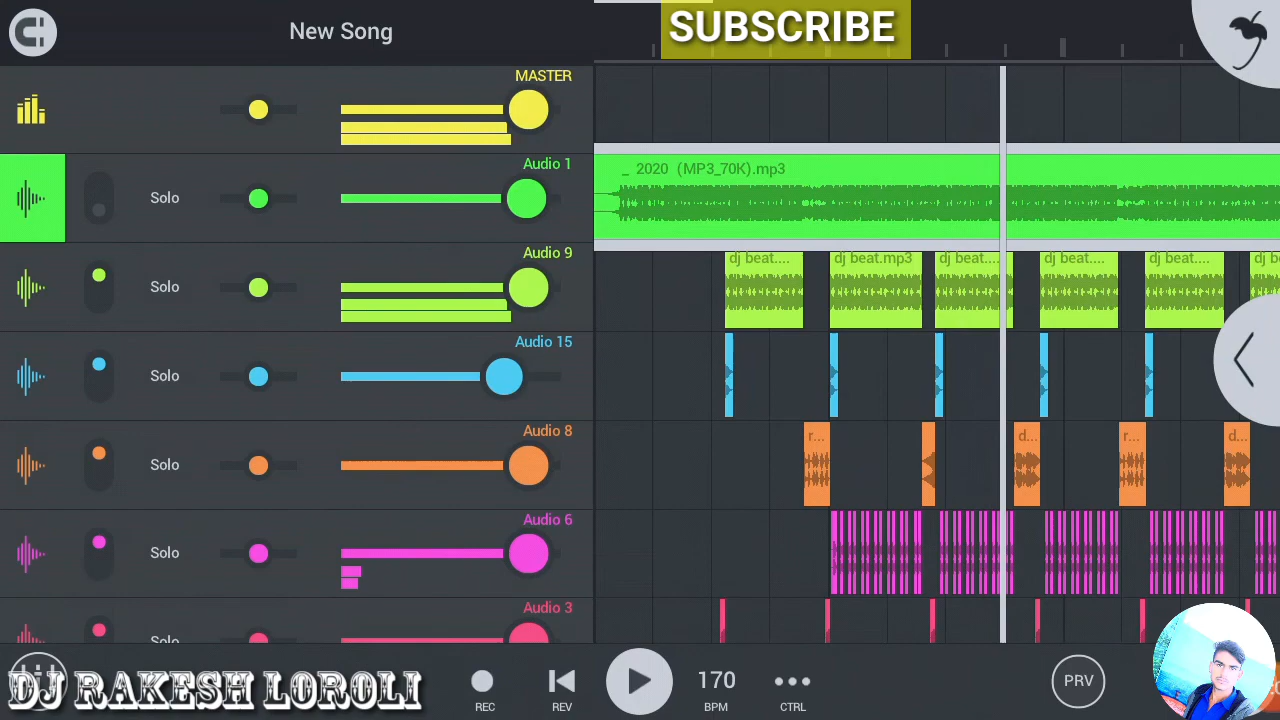 New Song
SUBSCRIBE
MASTER
Audio 1
Solo
_ 2020 (MP3_70K).mp3
Audio 9
Solo
dj beat.... dj beat.mp3 dj beat.... dj beat.... dj beat.... dj b
Audio 15
Solo
Audio 8
Solo
r... d... r... d...
Audio 6
Solo
Audio 3
Solo
DJ RAKESH LOROLI
REC
REV
170
BPM
CTRL
PRV